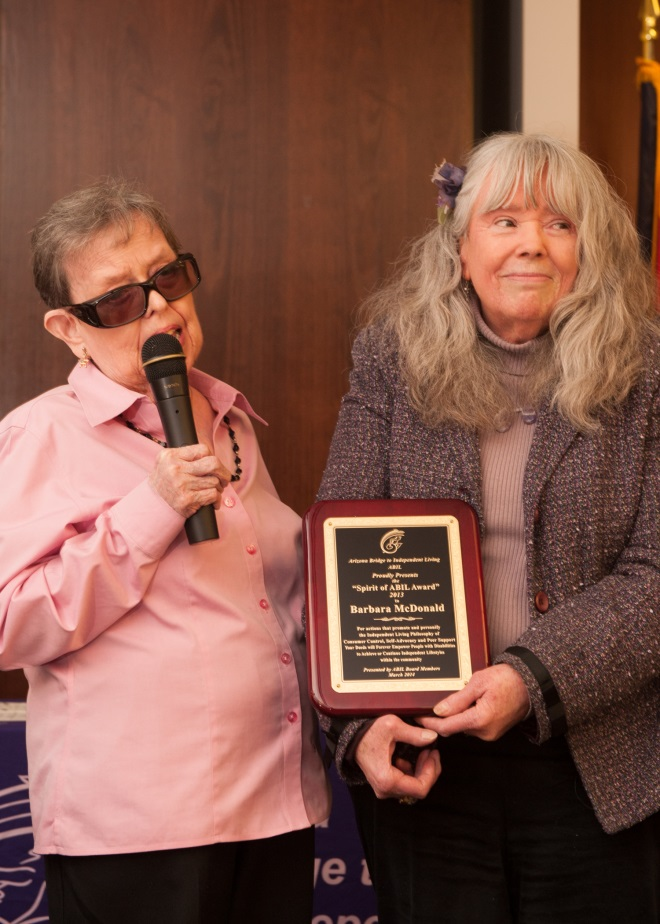 Arizona Bridge to Independent Living
ABIL
Proudly Presents
the
"Spirit of ABIL Award"
2013
to
Barbara McDonald
For actions that promote and personify
the Independent Living Philosophy of
Consumer Control, Self-Advocacy and Peer Support
Your Deeds will Forever Empower People with Disabilities
to Achieve or Continue Independent Lifestyles
within the community
Presented by ABIL Board Members
March 2014
ge t